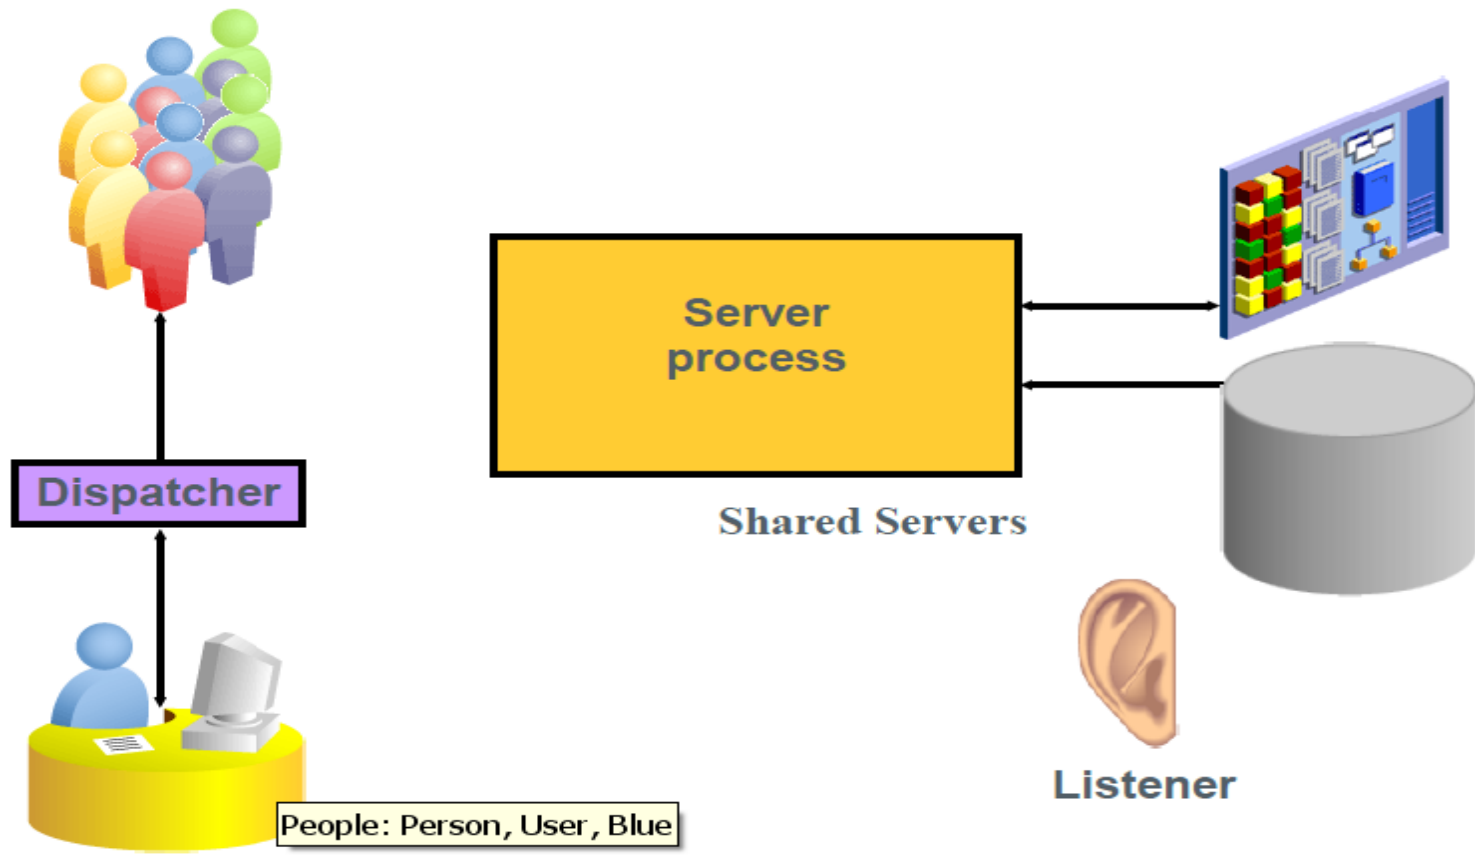 Server
process
Dispatcher
Shared Servers
Listener
People: Person, User, Blue